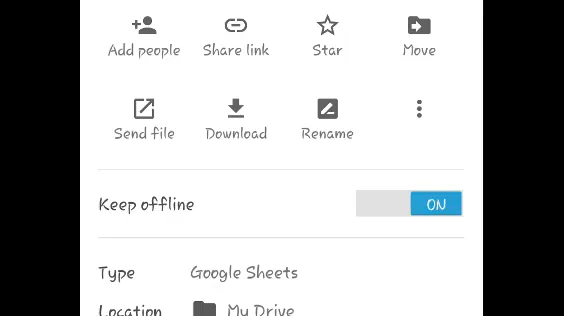 Add people Share link Star Move
Send file Download Rename
Keep offline ON
Type Google Sheets
Location My Drive